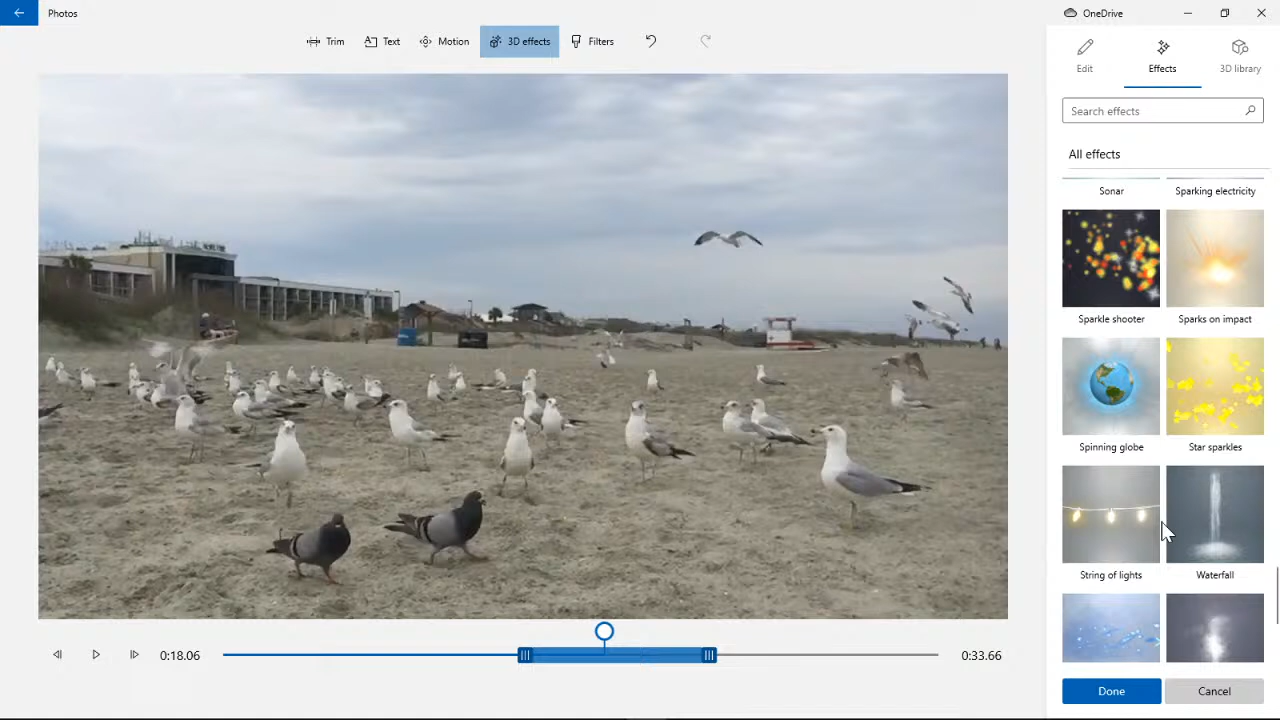 Photos
OneDrive
Trim
Text
Motion
3D effects
Filters
Edit
Effects
3D library
Search effects
All effects
Sonar
Sparking electricity
Sparkle shooter
Sparks on impact
Spinning globe
Star sparkles
String of lights
Waterfall
0:18.06
0:33.66
Done
Cancel